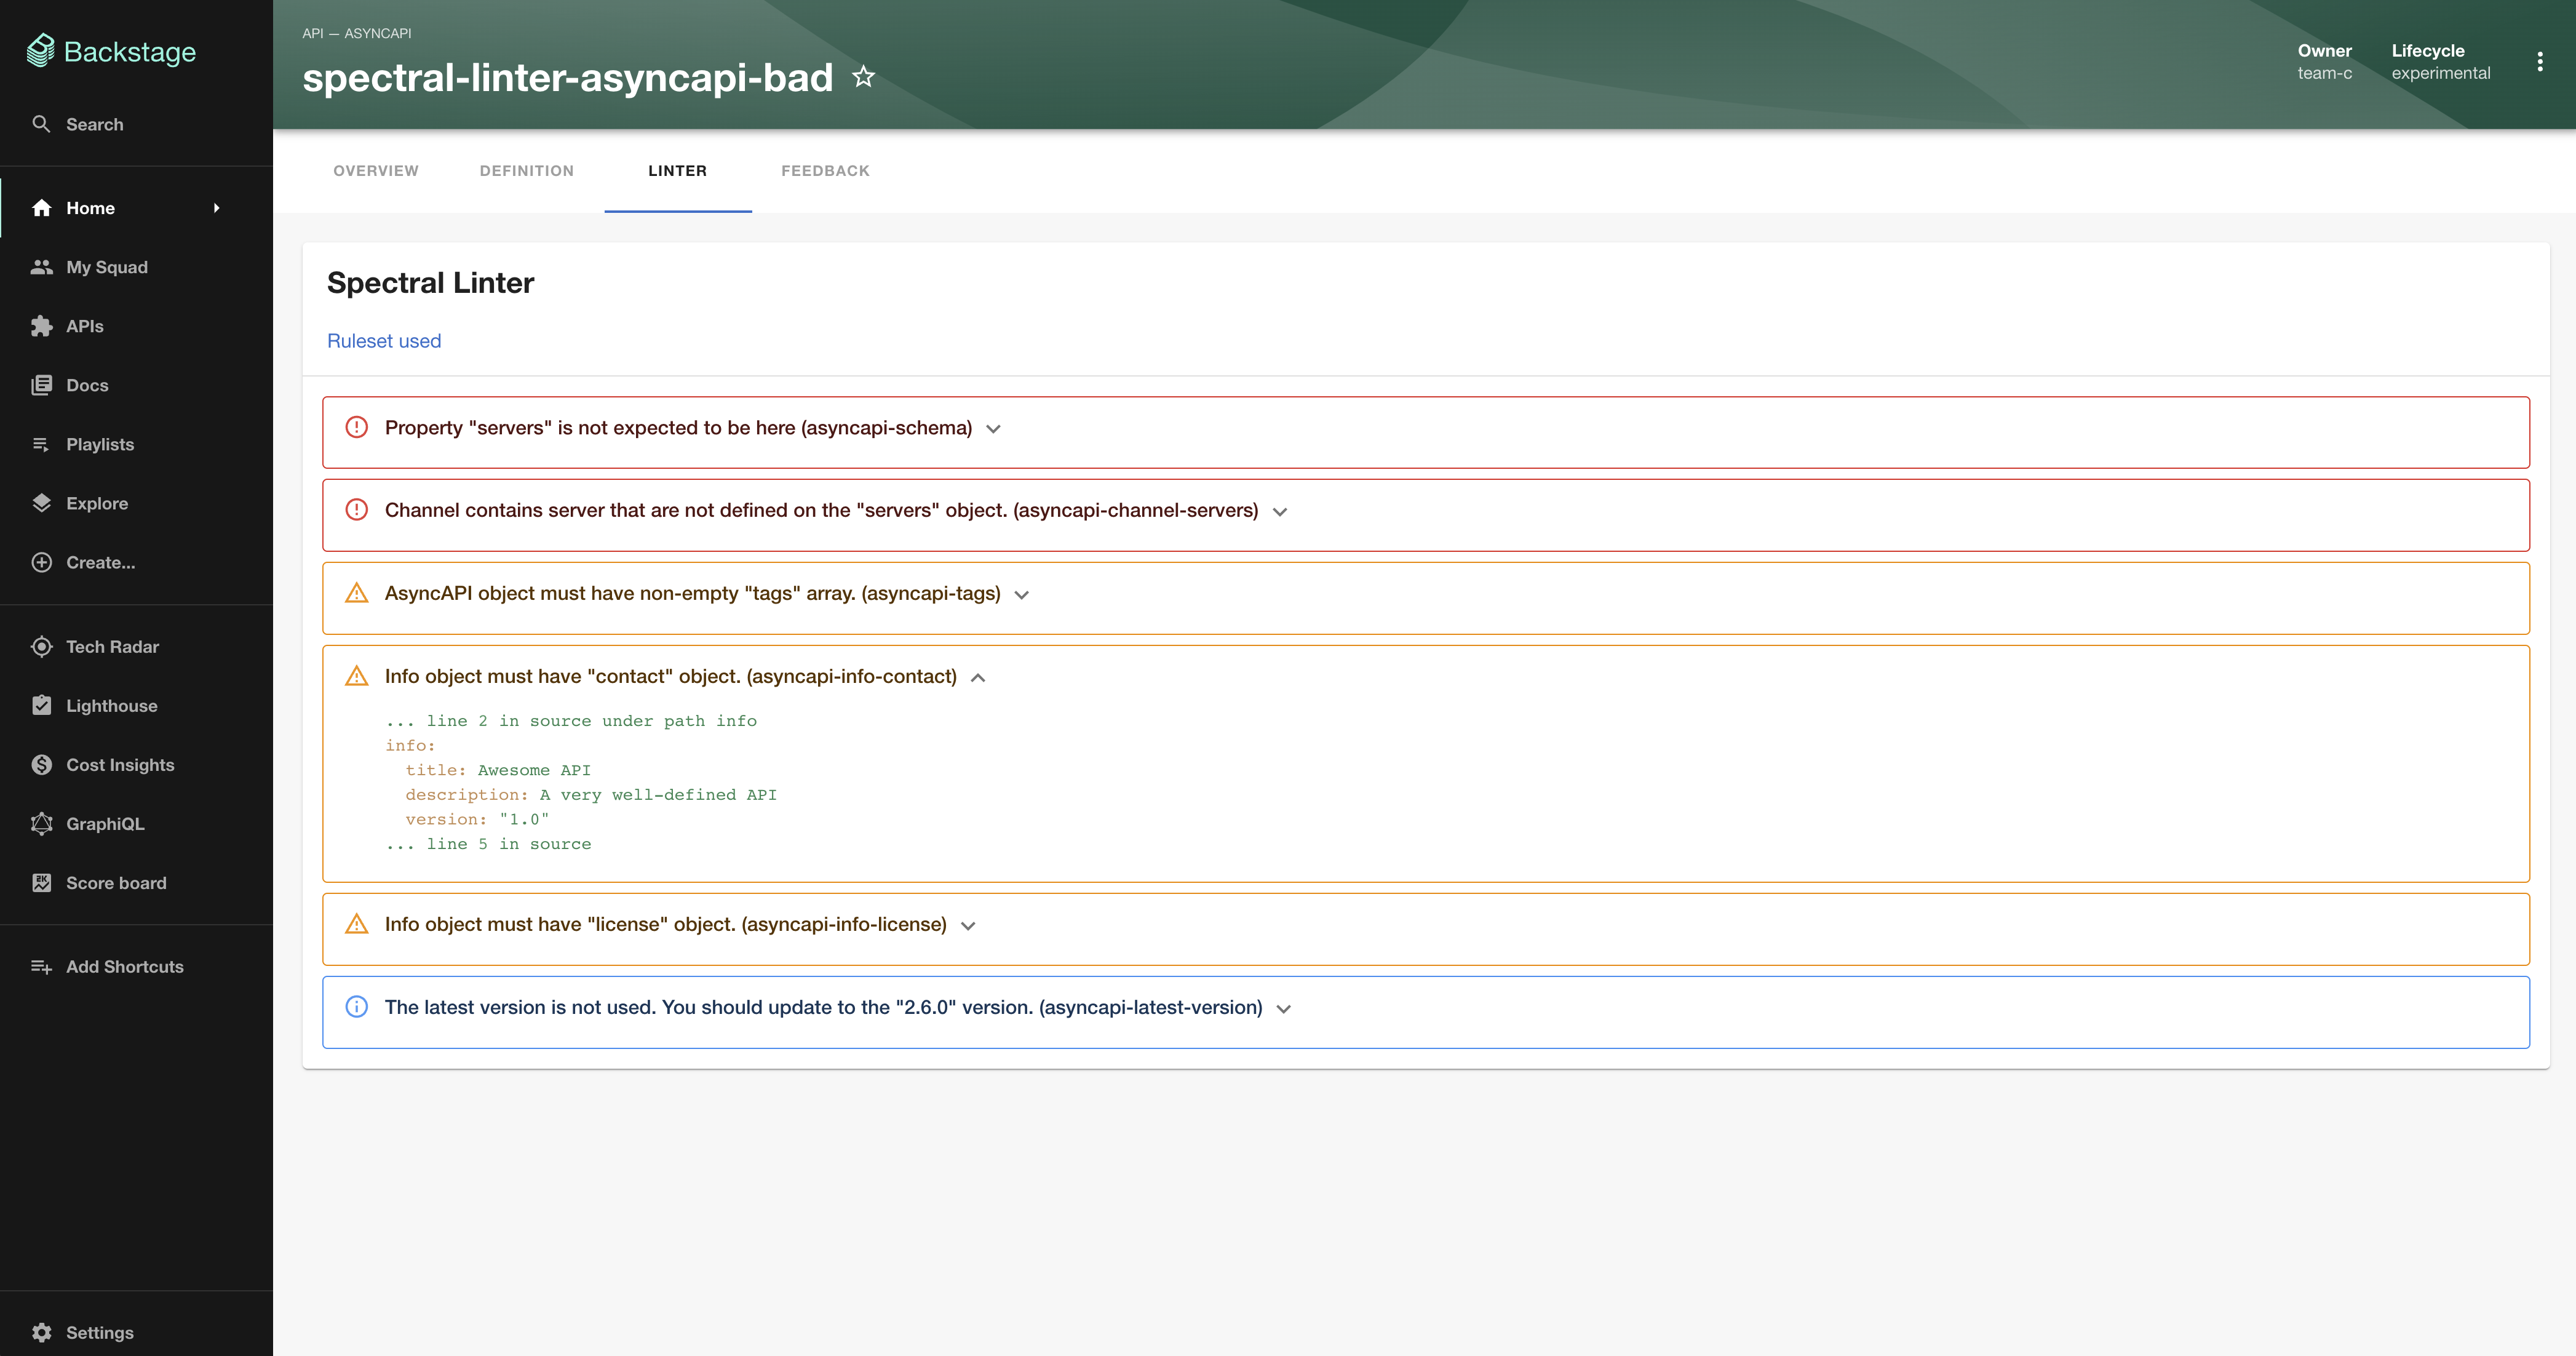 Backstage
Search
Home
My Squad
APIs
Docs
Playlists
Explore
Create...
Tech Radar
Lighthouse
Cost Insights
GraphiQL
Score board
Add Shortcuts
Settings
API — ASYNCAPI
spectral-linter-asyncapi-bad
Owner
team-c
Lifecycle
experimental
OVERVIEW
DEFINITION
LINTER
FEEDBACK
Spectral Linter
Ruleset used
Property "servers" is not expected to be here (asyncapi-schema)
Channel contains server that are not defined on the "servers" object. (asyncapi-channel-servers)
AsyncAPI object must have non-empty "tags" array. (asyncapi-tags)
Info object must have "contact" object. (asyncapi-info-contact)
... line 2 in source under path info
info:
  title: Awesome API
  description: A very well-defined API
  version: "1.0"
... line 5 in source
Info object must have "license" object. (asyncapi-info-license)
The latest version is not used. You should update to the "2.6.0" version. (asyncapi-latest-version)